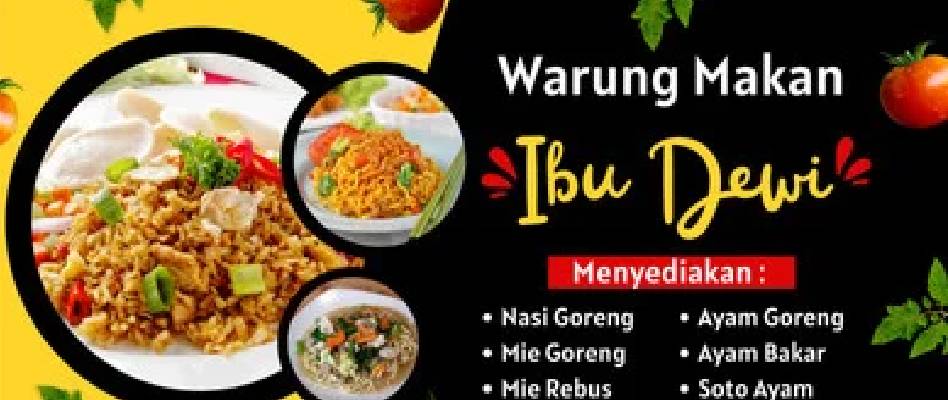 Warung Makan
Ibu Dewi
Menyediakan :
• Nasi Goreng
• Mie Goreng
• Mie Rebus
• Ayam Goreng
• Ayam Bakar
• Soto Ayam